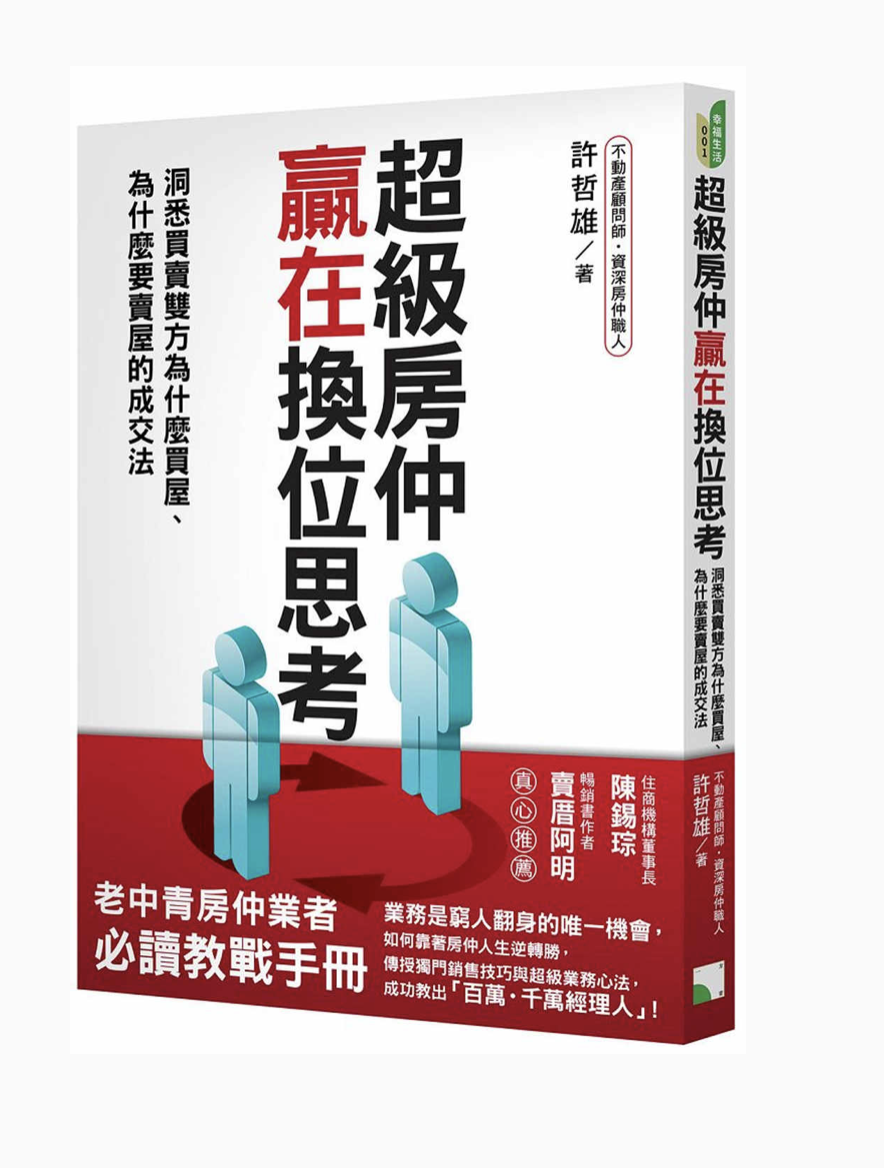 不動產顧問師・資深房仲職人
許哲雄／著
超級房仲
贏在換位思考
洞悉買賣雙方為什麼買屋、
為什麼要賣屋的成交法
住商機構董事長
陳錫琮
暢銷書作者
賣厝阿明
真心推薦
老中青房仲業者
必讀教戰手冊
業務是窮人翻身的唯一機會，
如何靠著房仲人生逆轉勝，
傳授獨門銷售技巧與超級業務心法，
成功教出「百萬・千萬經理人」！
幸福生活
001
超級房仲贏在換位思考
洞悉買賣雙方為什麼買屋、
為什麼要賣屋的成交法
不動產顧問師・資深房仲職人
許哲雄／著